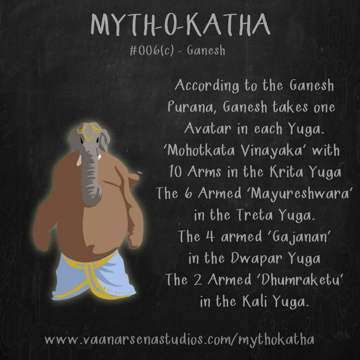 MYTH-O-KATHA
#006(c) - Ganesh
According to the Ganesh
Purana, Ganesh takes one
Avatar in each Yuga.
'Mohotkata Vinayaka' with
10 Arms in the Krita Yuga
The 6 Armed 'Mayureshwara'
in the Treta Yuga.
The 4 armed 'Gajanan'
in the Dwapar Yuga
The 2 Armed 'Dhumraketu'
in the Kali Yuga.
www.vaanarsenastudios.com/mythokatha